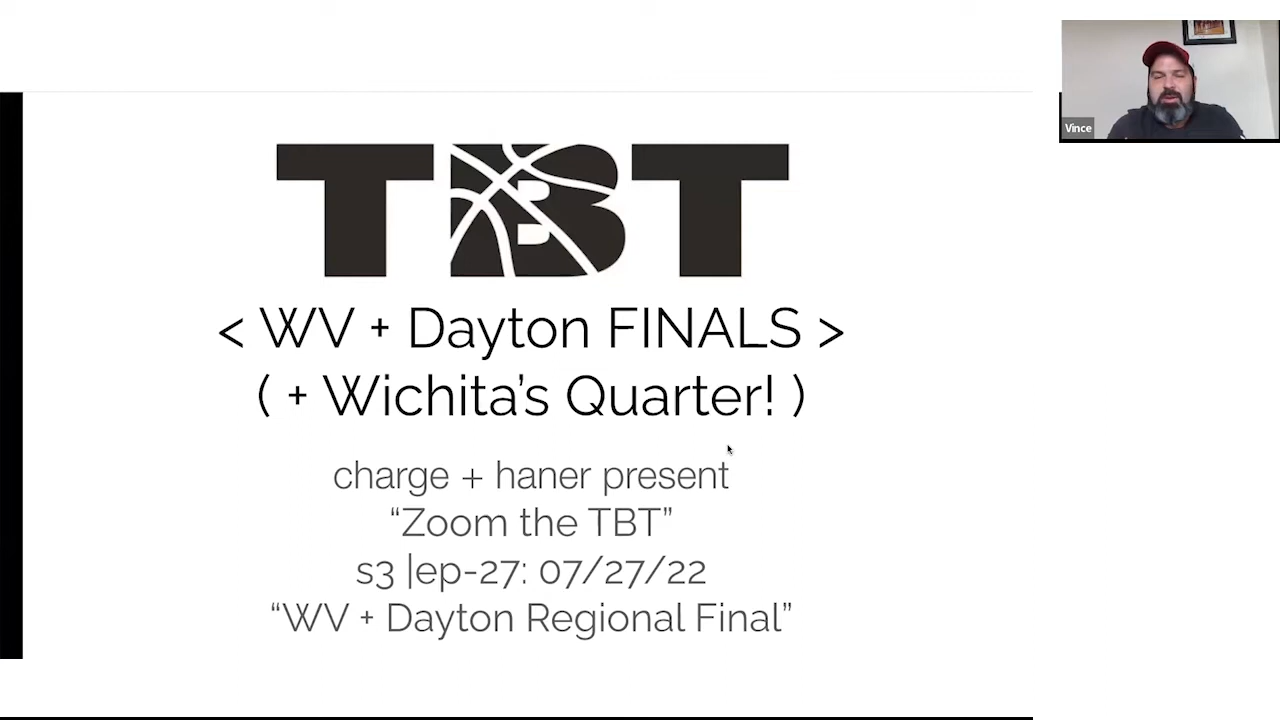 TBT
< WV + Dayton FINALS >
( + Wichita’s Quarter! )
charge + haner present
“Zoom the TBT”
s3 |ep-27: 07/27/22
“WV + Dayton Regional Final”
Vince